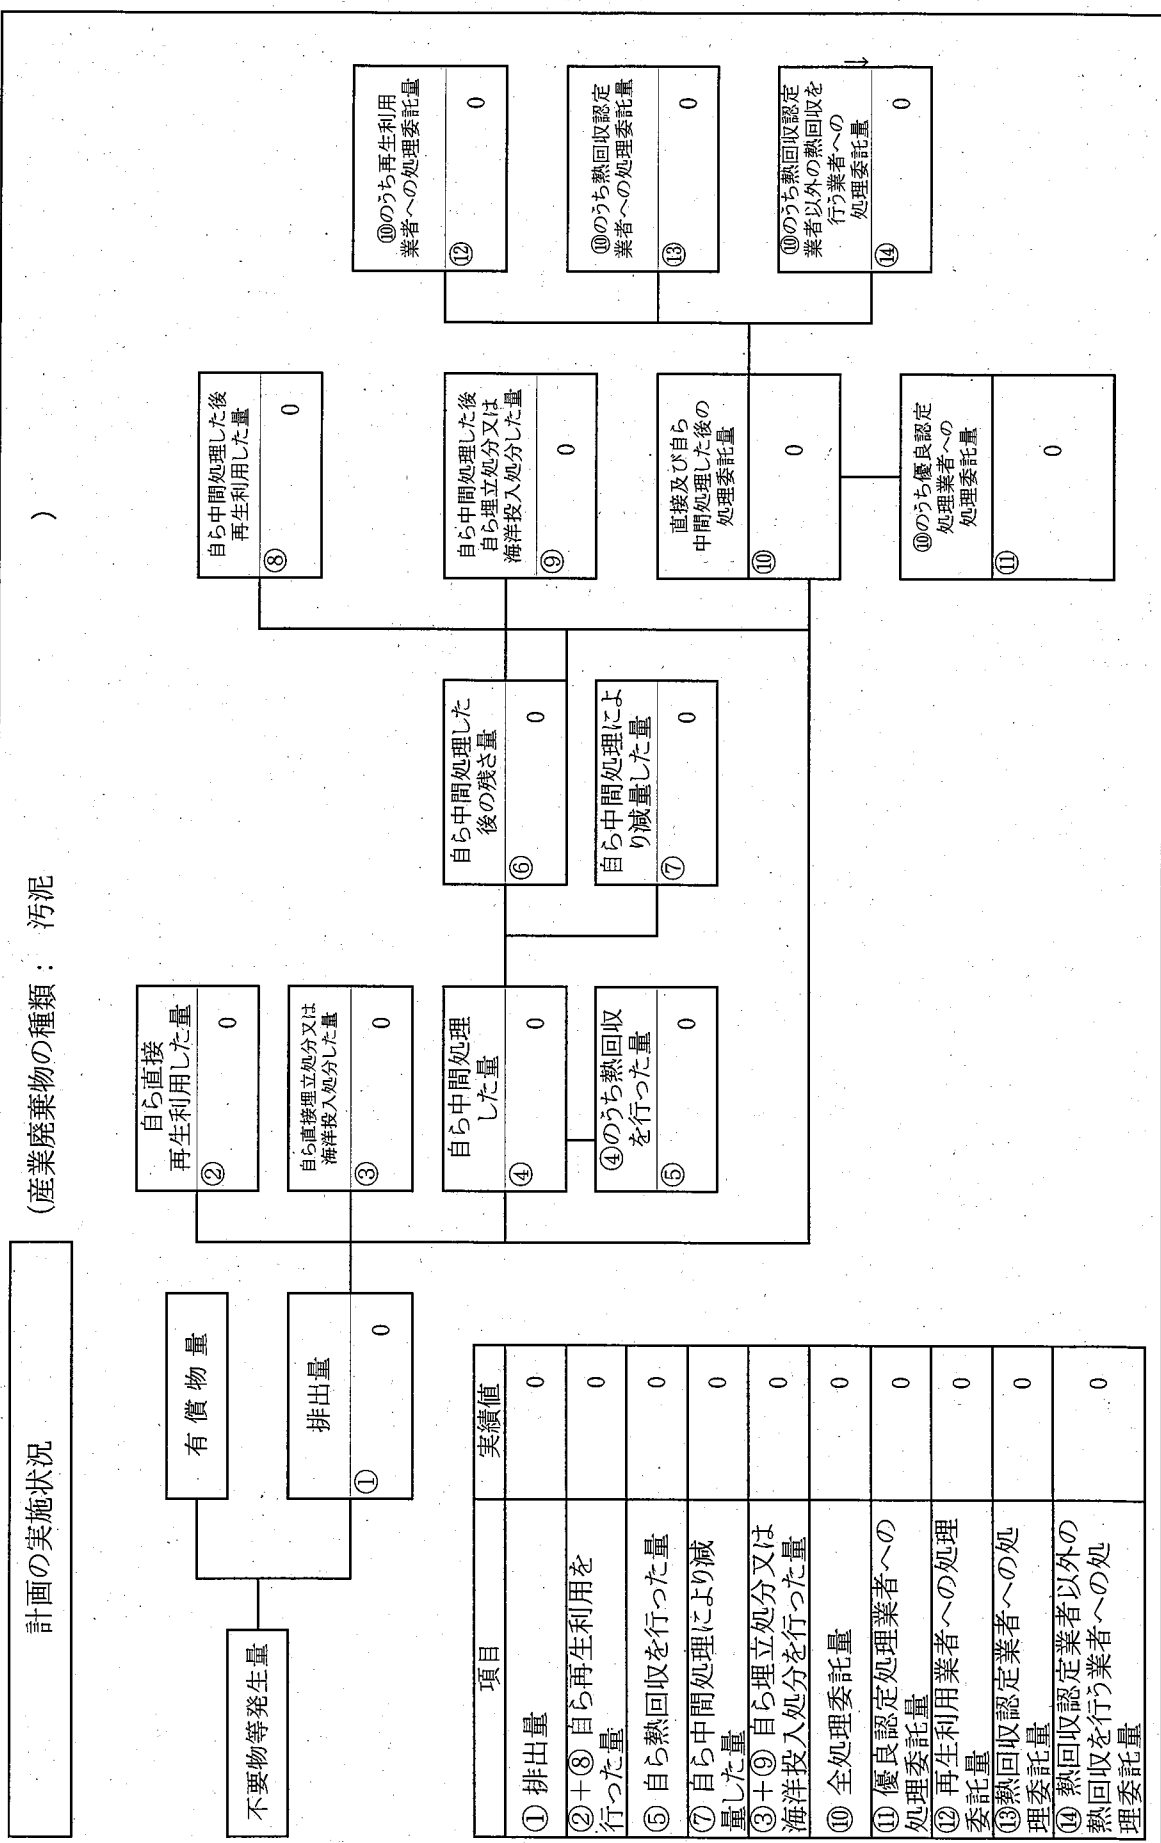 計画の実施状況
(産業廃棄物の種類： 汚泥 )
不要物等発生量
有償物量
排出量
① 0
自ら直接
再生利用した量
② 0
自ら直接埋立処分又は
海洋投入処分した量
③ 0
自ら中間処理
した量
④ 0
④のうち熱回収
を行った量
⑤ 0
自ら中間処理した
後の残さ量
⑥ 0
自ら中間処理によ
り減量した量
⑦ 0
自ら中間処理した後
再生利用した量
⑧ 0
自ら中間処理した後
自ら埋立処分又は
海洋投入処分した量
⑨ 0
直接及び自ら
中間処理した後の
処理委託量
⑩ 0
⑩のうち優良認定
処理業者への
処理委託量
⑪ 0
⑩のうち再生利用
業者への処理委託量
⑫ 0
⑩のうち熱回収認定
業者への処理委託量
⑬ 0
⑩のうち熱回収認定
業者以外の熱回収を
行う業者への
処理委託量
⑭ 0
項目 実績値
① 排出量 0
②＋⑧ 自ら再生利用を
行った量 0
⑤ 自ら熱回収を行った量 0
⑦ 自ら中間処理により減
量した量 0
③＋⑨ 自ら埋立処分又は
海洋投入処分を行った量 0
⑩ 全処理委託量 0
⑪ 優良認定処理業者への
処理委託量 0
⑫ 再生利用業者への処理
委託量 0
⑬熱回収認定業者への処
理委託量 0
⑭ 熱回収認定業者以外の
熱回収を行う業者への処
理委託量 0